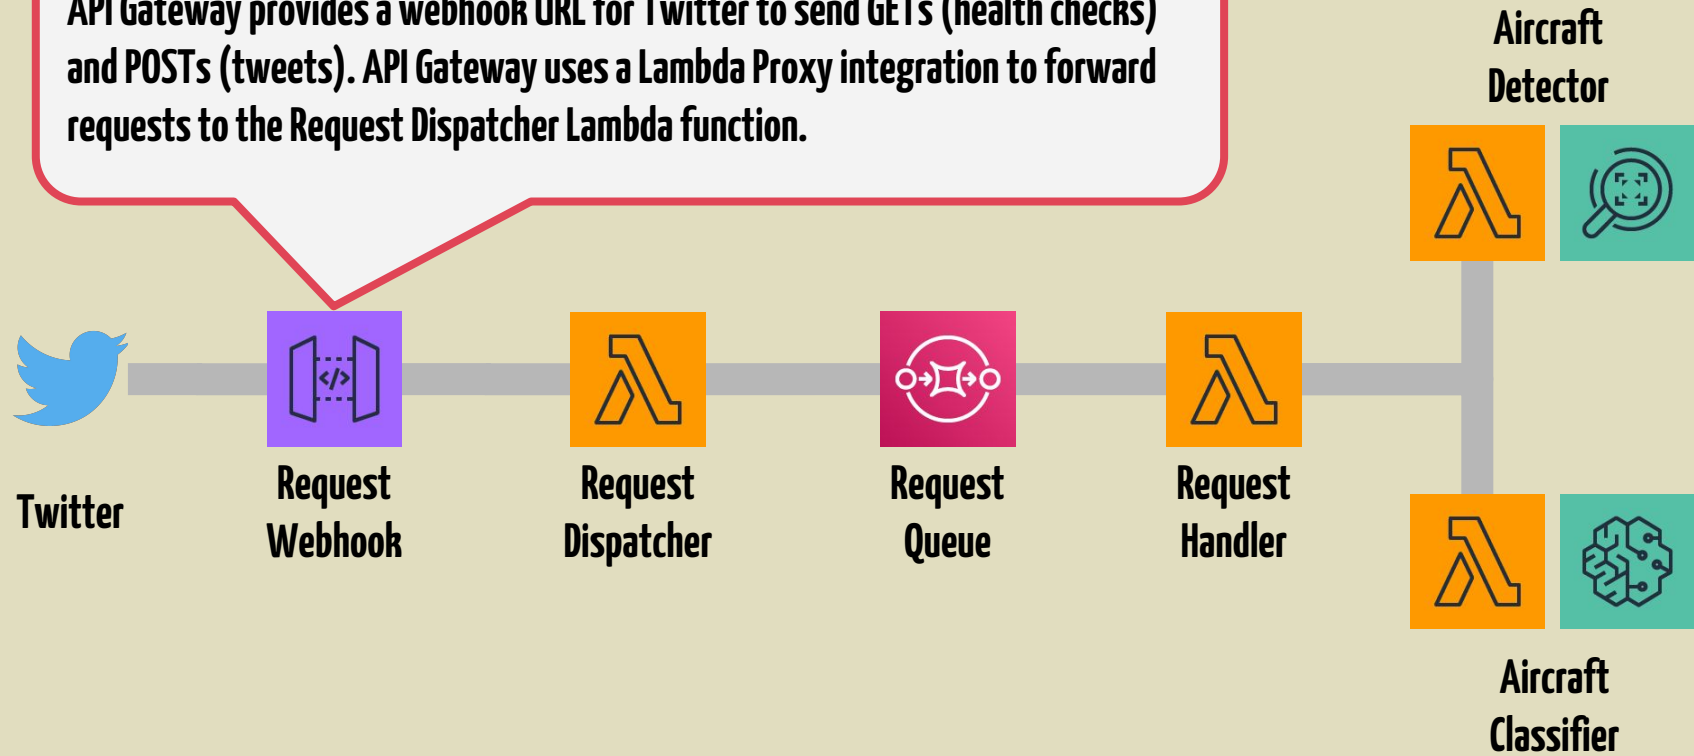 API Gateway provides a webhook URL for Twitter to send GETs (health checks)
and POSTs (tweets). API Gateway uses a Lambda Proxy integration to forward
requests to the Request Dispatcher Lambda function.
Aircraft
Detector
</>
Twitter
Request
Webhook
Request
Dispatcher
Request
Queue
Request
Handler
Aircraft
Classifier